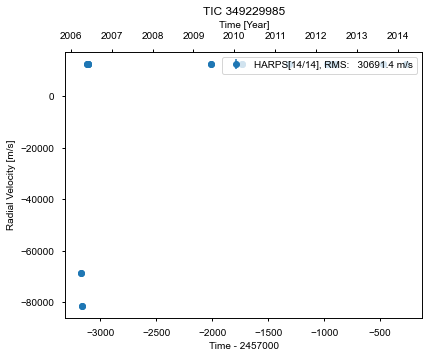 TIC 349229985
Time [Year]
2006 2007 2008 2009 2010 2011 2012 2013 2014
HARPS[14/14], RMS: 30691.4 m/s
Radial Velocity [m/s]
0
−20000
−40000
−60000
−80000
−3000 −2500 −2000 −1500 −1000 −500
Time - 2457000